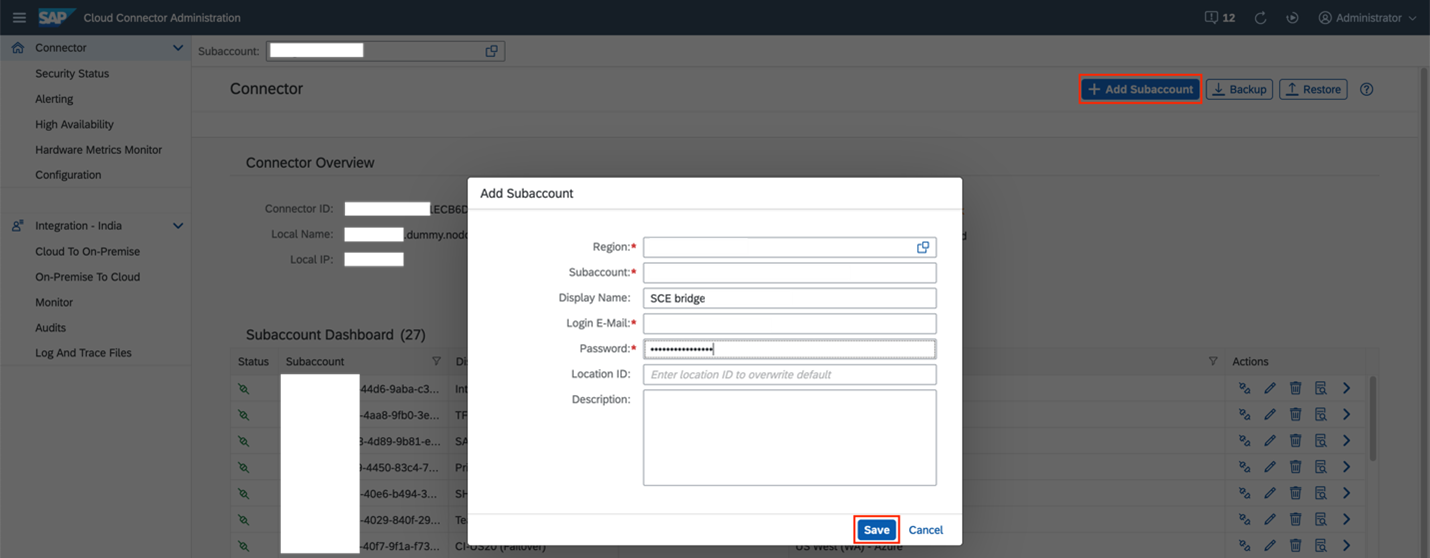 SAP Cloud Connector Administration 12 Administrator
Connector
Security Status
Alerting
High Availability
Hardware Metrics Monitor
Configuration
Integration - India
Cloud To On-Premise
On-Premise To Cloud
Monitor
Audits
Log And Trace Files
Subaccount:
Connector
Add Subaccount Backup Restore
Connector Overview
Connector ID: ECB6D
Local Name: .dummy.nodo
Local IP:
Subaccount Dashboard (27)
Status Subaccount Actions
-44d6-9aba-c3... Int
-4aa8-9fb0-3e... TF
-4d89-9b81-e... SA
-4450-83c4-7... Pri
-40e6-b494-3... SH
-4029-840f-29... Te
-40f7-9f1a-f73... CI-US20 (Failover) US West (WA) - Azure
Add Subaccount
Region:*
Subaccount:*
Display Name: SCE bridge
Login E-Mail:*
Password:* ••••••••••••••••
Location ID: Enter location ID to overwrite default
Description:
Save Cancel